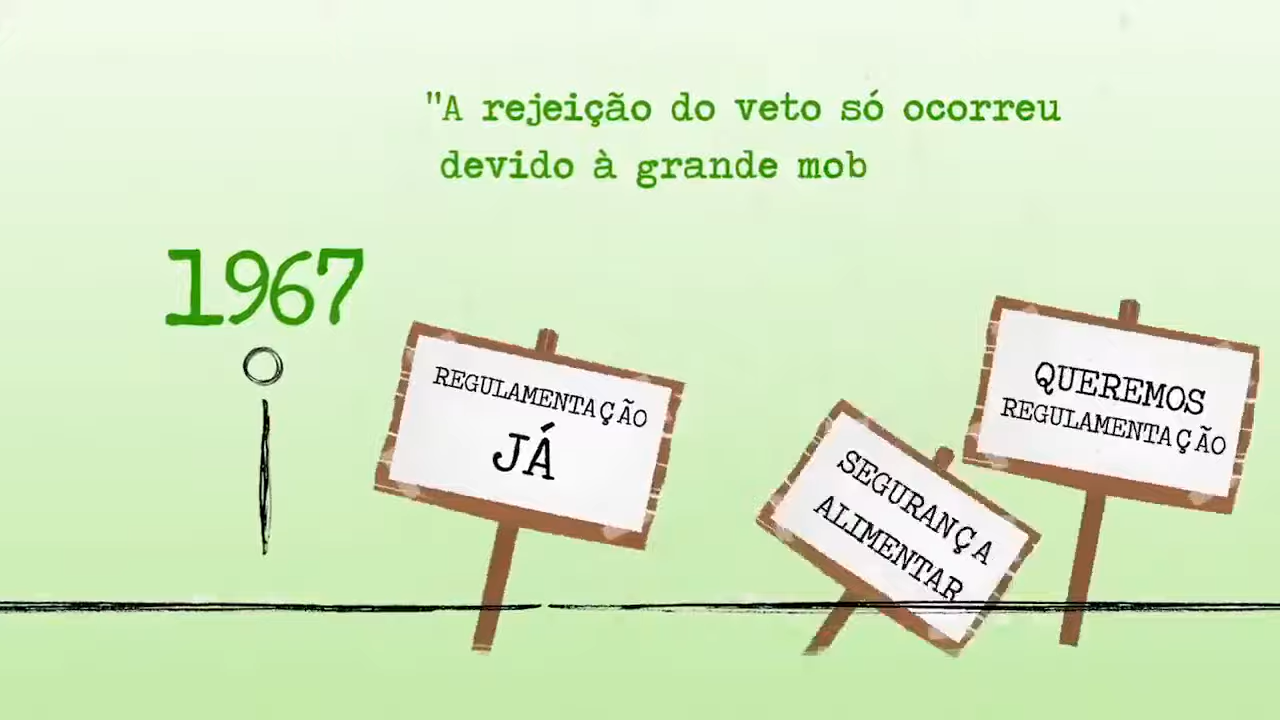 "A rejeição do veto só ocorreu
devido à grande mob
1967
REGULAMENTAÇÃO
JÁ
SEGURANÇA
ALIMENTAR
QUEREMOS
REGULAMENTAÇÃO